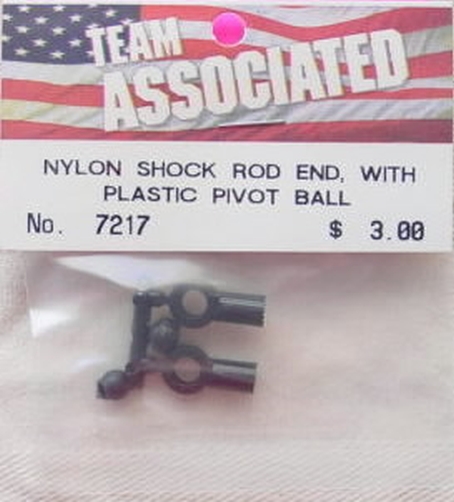 TEAM
ASSOCIATED
NYLON SHOCK ROD END, WITH
PLASTIC PIVOT BALL
No. 7217 $ 3.00